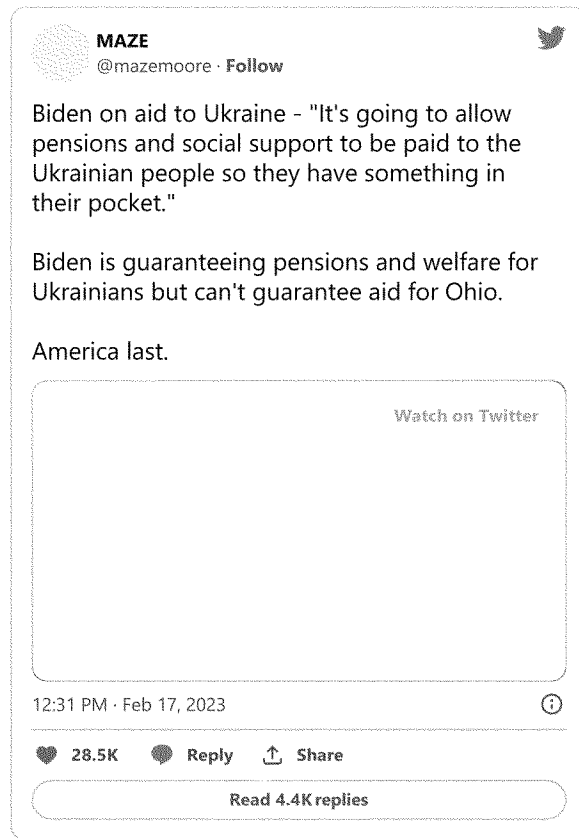 MAZE
@mazemoore · Follow
Biden on aid to Ukraine - "It's going to allow
pensions and social support to be paid to the
Ukrainian people so they have something in
their pocket."
Biden is guaranteeing pensions and welfare for
Ukrainians but can't guarantee aid for Ohio.
America last.
Watch on Twitter
12:31 PM · Feb 17, 2023
28.5K Reply Share
Read 4.4K replies